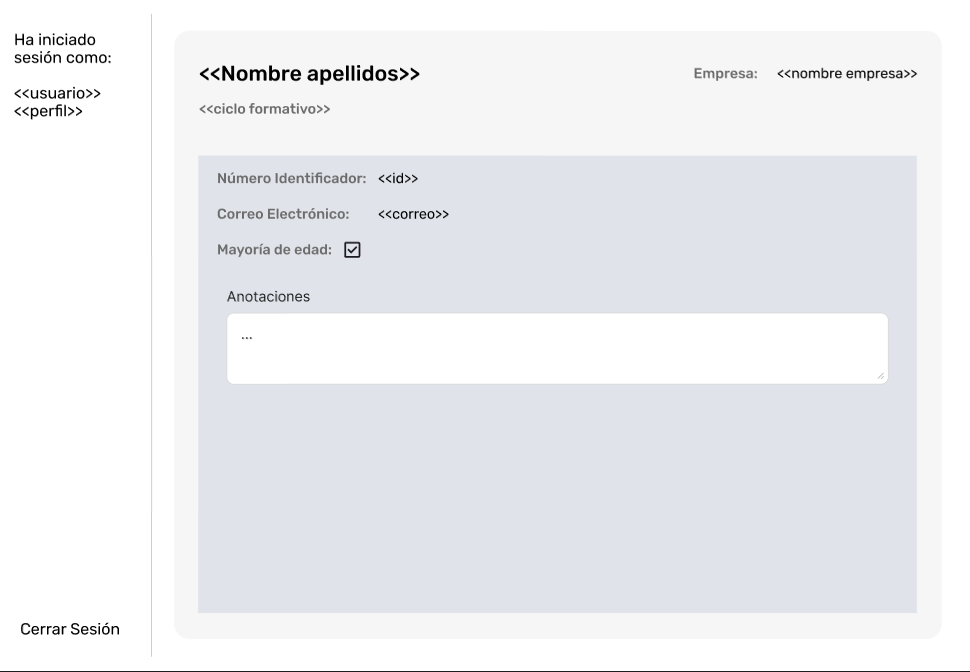 Ha iniciado
sesión como:
<<usuario>>
<<perfil>>
Cerrar Sesión
<<Nombre apellidos>>
Empresa: <<nombre empresa>>
<<ciclo formativo>>
Número Identificador: <<id>>
Correo Electrónico: <<correo>>
Mayoría de edad:
Anotaciones
...